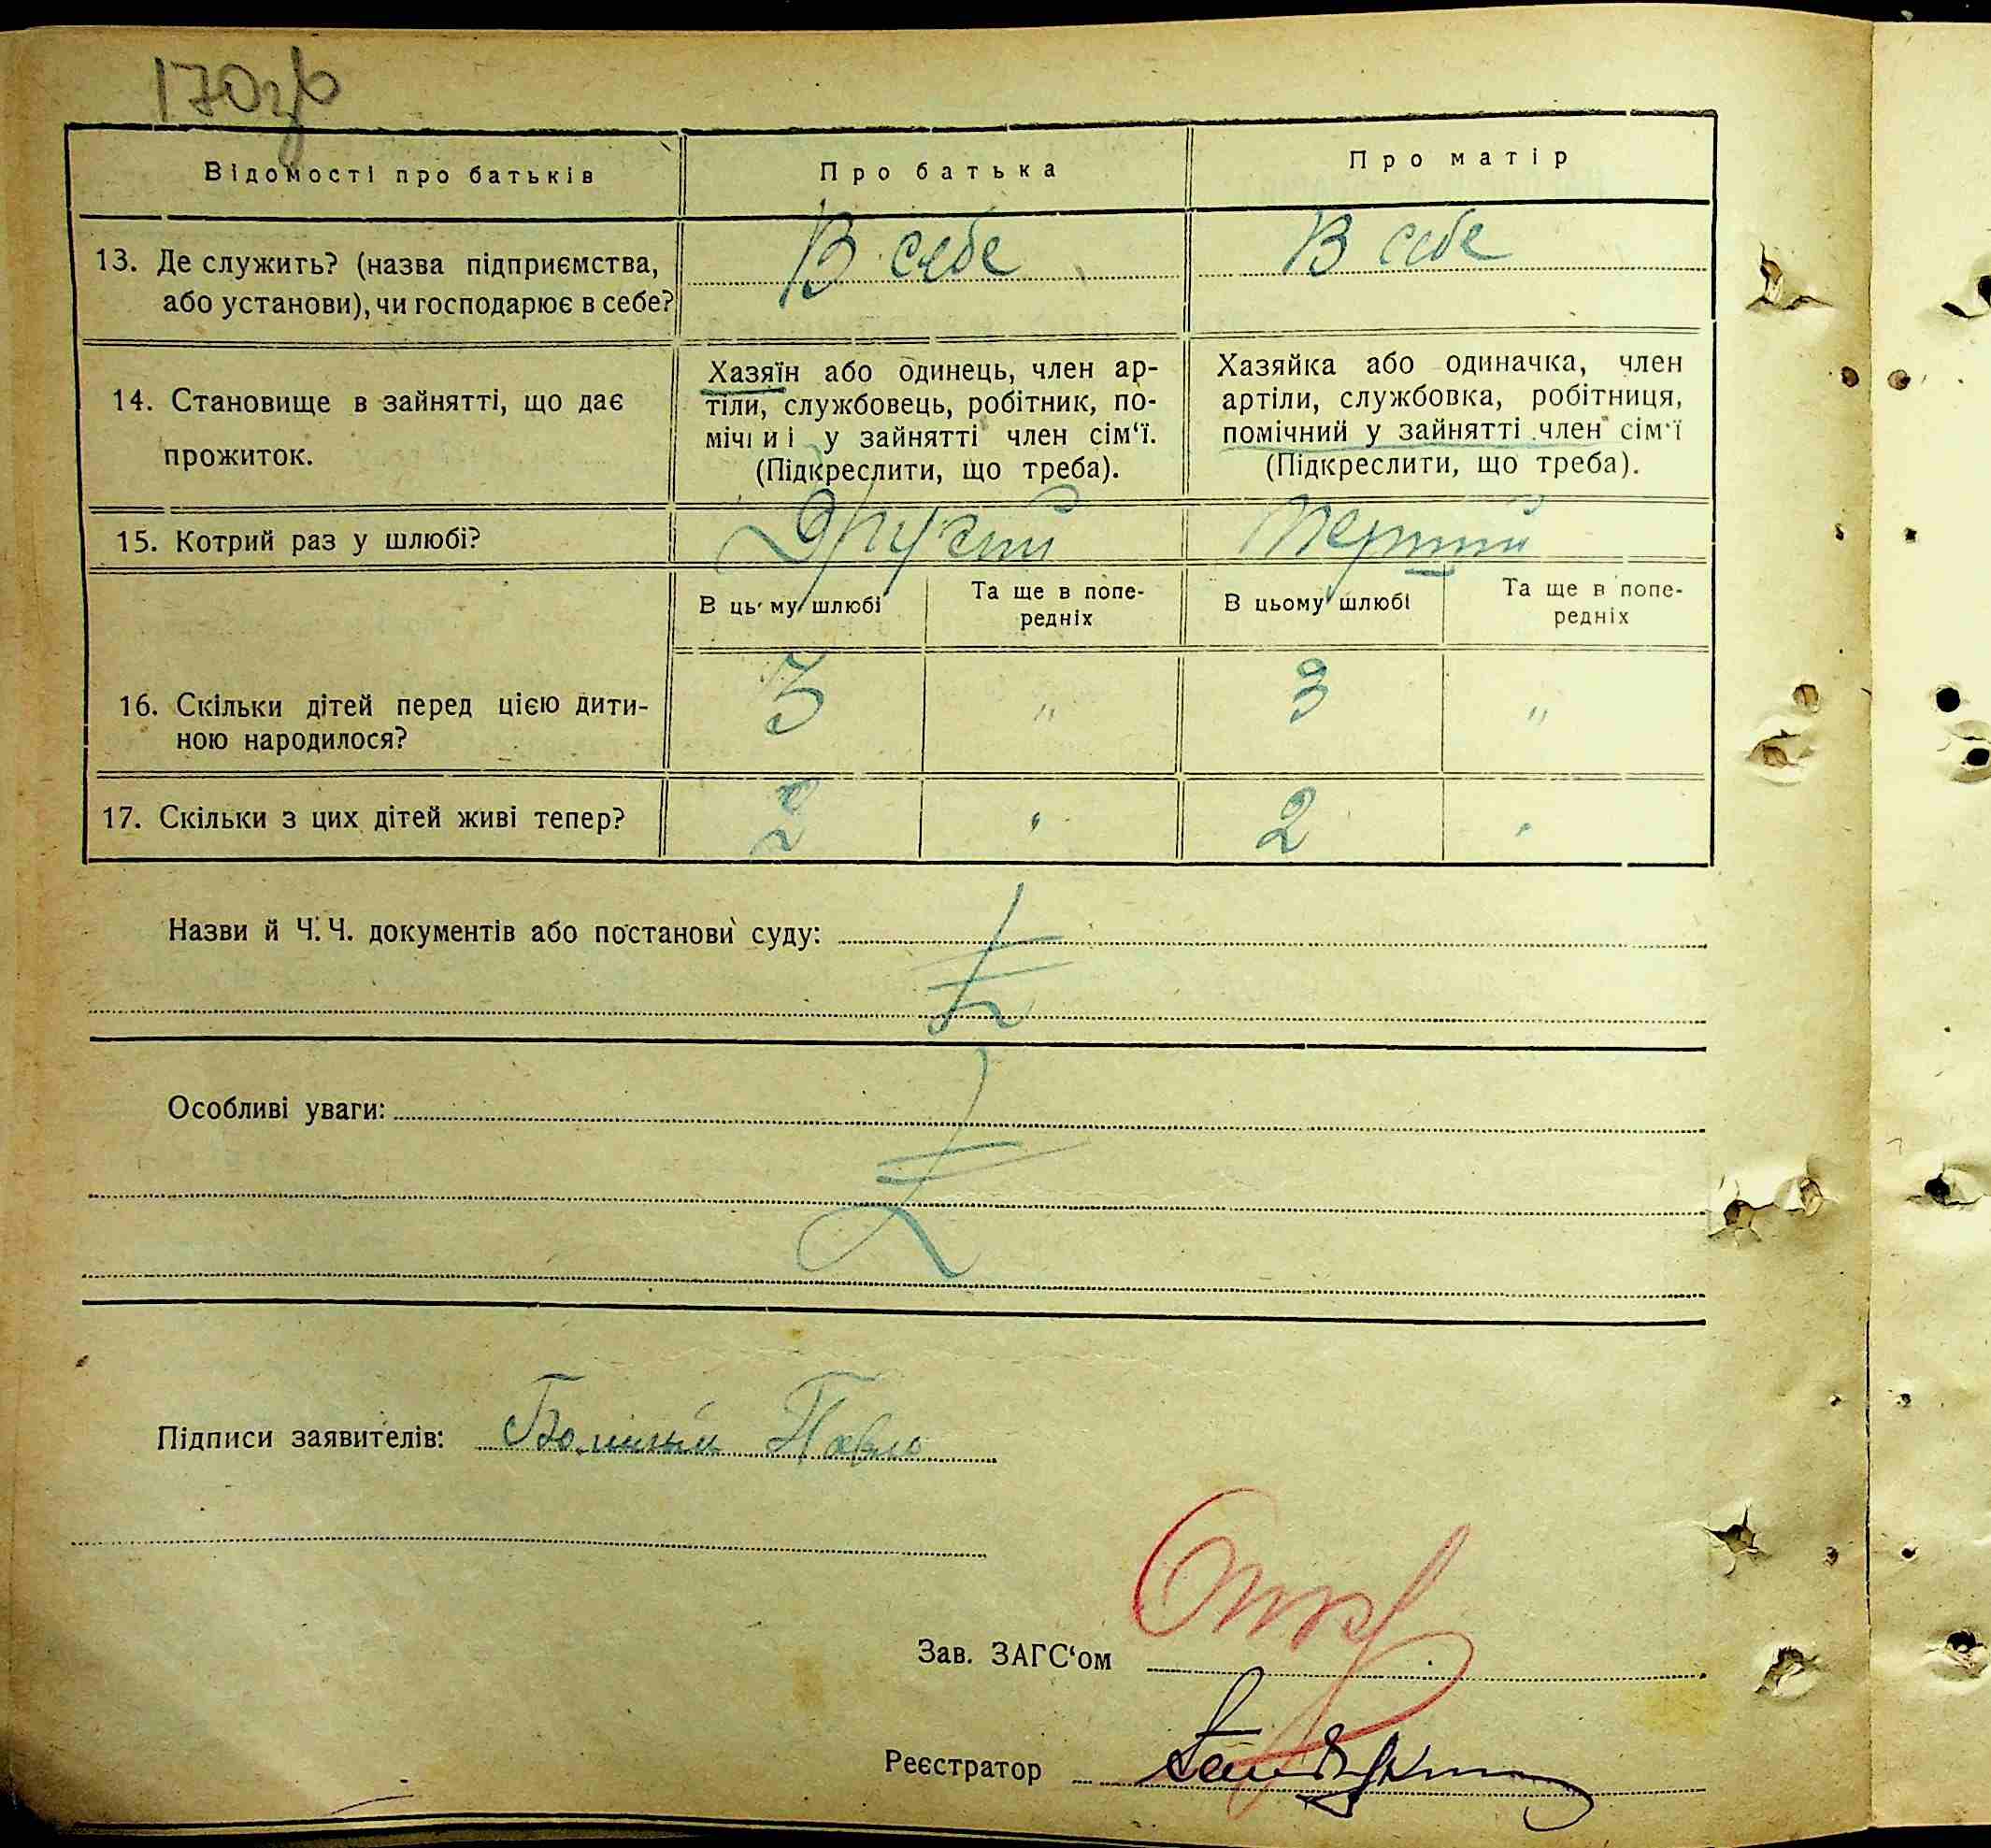 170зв
Відомості про батьків
Про батька
Про матір
13. Де служить? (назва підприємства,
або установи), чи господарює в себе?
В себе
В себе
14. Становище в зайнятті, що дає
прожиток.
Хазяїн або одинець, член ар-
тіли, службовець, робітник, по-
мічний у зайнятті член сім‘ї.
(Підкреслити, що треба).
Хазяйка або одиначка, член
артіли, службовка, робітниця,
помічний у зайнятті член сім‘ї
(Підкреслити, що треба).
15. Котрий раз у шлюбі?
Другий
Перший
В цьому шлюбі
Та ще в попе-
редніх
В цьому шлюбі
Та ще в попе-
редніх
16. Скільки дітей перед цією дити-
ною народилося?
3
"
3
"
17. Скільки з цих дітей живі тепер?
2
"
2
"
Назви й Ч.Ч. документів або постанови суду:
Особливі уваги:
Підписи заявителів: Павло
Зав. ЗАГС‘ом
Реєстратор